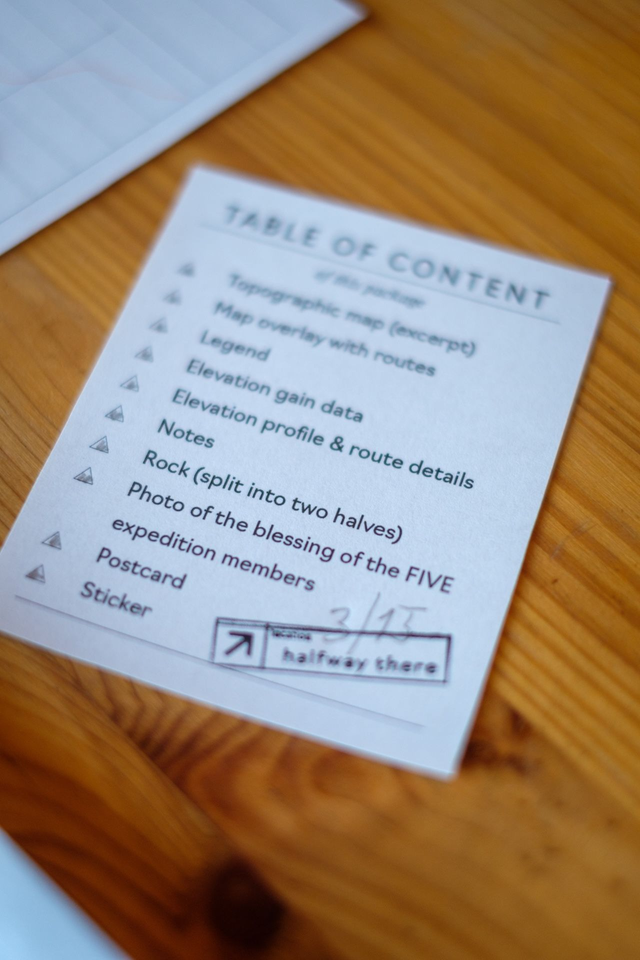 TABLE OF CONTENT
of this package
Topographic map (excerpt)
Map overlay with routes
Legend
Elevation gain data
Elevation profile & route details
Notes
Rock (split into two halves)
Photo of the blessing of the FIVE
expedition members
Postcard
Sticker
3/15
halfway there